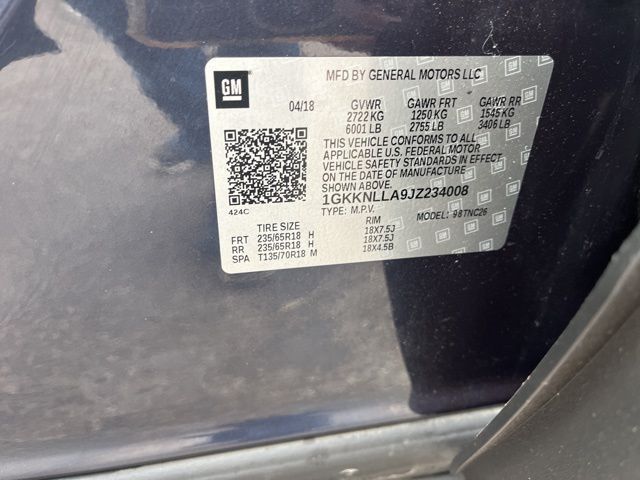 GM
MFD BY GENERAL MOTORS LLC
04/18 GVWR GAWR FRT GAWR RR
2722 KG 1250 KG 1545 KG
6001 LB 2755 LB 3406 LB
THIS VEHICLE CONFORMS TO ALL
APPLICABLE U.S. FEDERAL MOTOR
VEHICLE SAFETY STANDARDS IN EFFECT
ON THE DATE OF MANUFACTURE
SHOWN ABOVE.
1GKKNLLA9JZ234008
424C TYPE: M.P.V. MODEL: 98TNC26
TIRE SIZE RIM
FRT 235/65R18 H 18X7.5J
RR 235/65R18 H 18X7.5J
SPA T135/70R18 M 18X4.5B